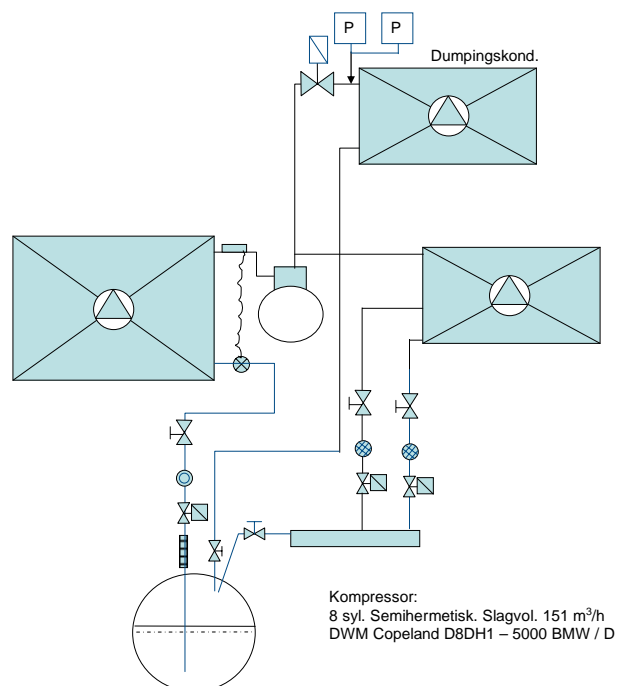 P P
Dumpingskond.
Kompressor:
8 syl. Semihermetisk. Slagvol. 151 m³/h
DWM Copeland D8DH1 – 5000 BMW / D